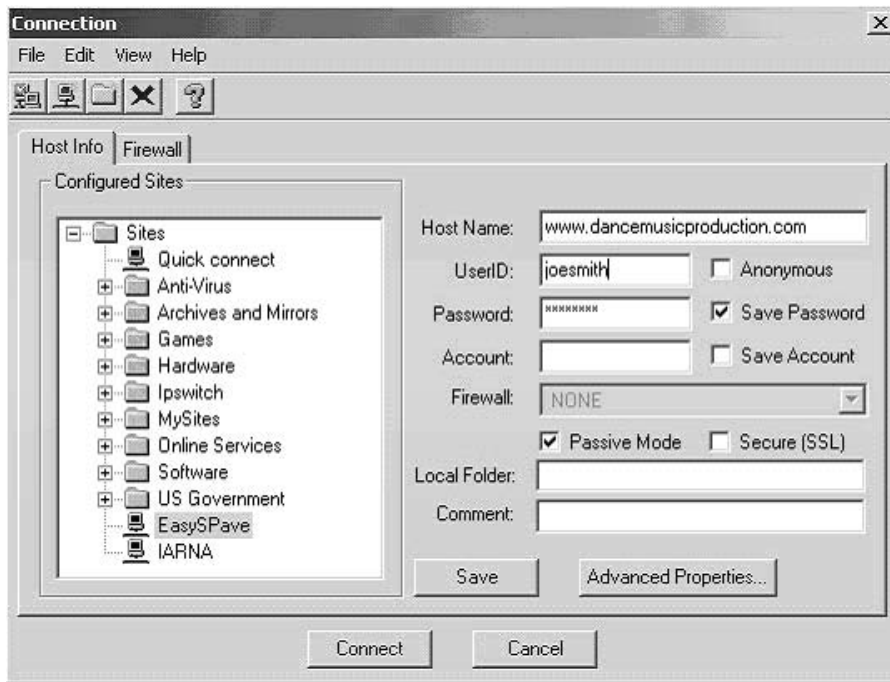 Connection
File Edit View Help
Host Info Firewall
Configured Sites
Sites
Quick connect
Anti-Virus
Archives and Mirrors
Games
Hardware
Ipswitch
MySites
Online Services
Software
US Government
EasySPave
IARNA
Host Name: www.dancemusicproduction.com
UserID: joesmith Anonymous
Password: ******** Save Password
Account: Save Account
Firewall: NONE
Passive Mode Secure (SSL)
Local Folder:
Comment:
Save Advanced Properties...
Connect Cancel